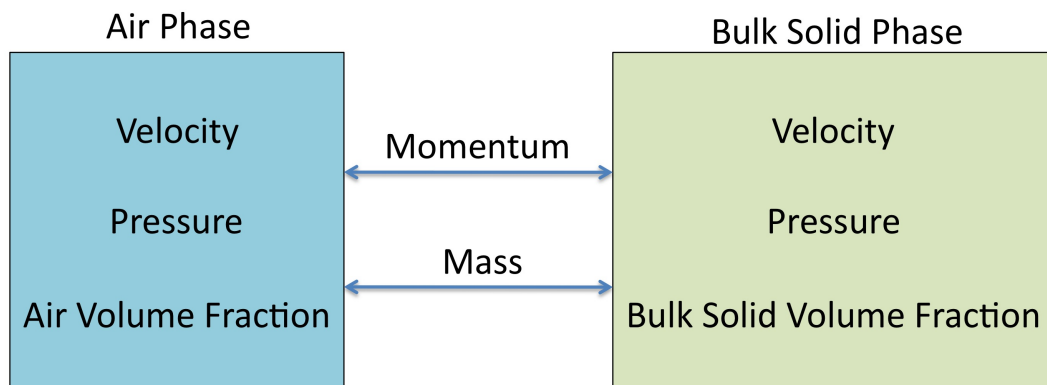 Air Phase
Bulk Solid Phase
Velocity
Momentum
Velocity
Pressure
Mass
Pressure
Air Volume Fraction
Bulk Solid Volume Fraction